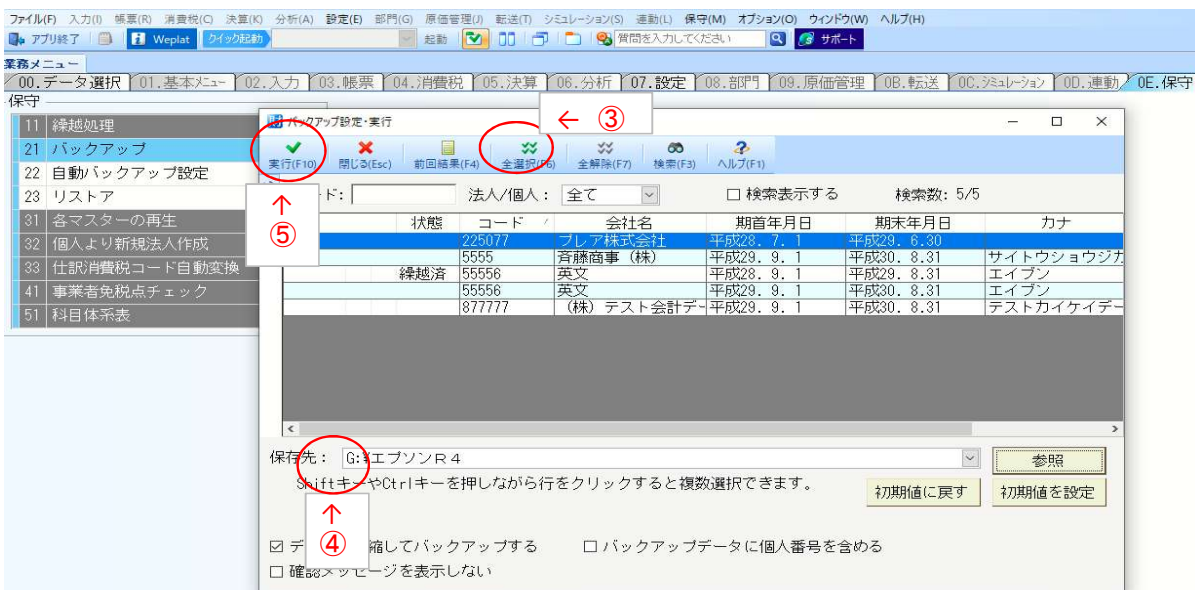 ファイル(F) 入力(I) 帳票(R) 消費税(C) 決算(K) 分析(A) 設定(E) 部門(G) 原価管理(J) 転送(T) シミュレーション(S) 連動(L) 保守(M) オプション(O) ウィンドウ(W) ヘルプ(H)
アプリ終了 Weplat クイック起動 起動 質問を入力してください サポート
業務メニュー
00.データ選択 01.基本メニュー 02.入力 03.帳票 04.消費税 05.決算 06.分析 07.設定 08.部門 09.原価管理 0B.転送 0C.シミュレーション 0D.連動 0E.保守
保守
11 繰越処理
21 バックアップ
22 自動バックアップ設定
23 リストア
31 各マスターの再生
32 個人より新規法人作成
33 仕訳消費税コード自動変換
41 事業者免税点チェック
51 科目体系表
バックアップ設定・実行
← ③
実行(F10) 閉じる(Esc) 前回結果(F4) 全選択(F6) 全解除(F7) 検索(F3) ヘルプ(F1)
ド: 法人/個人: 全て 検索表示する 検索数: 5/5
↑
⑤
状態 コード 会社名 期首年月日 期末年月日 カナ
225077 ブレア株式会社 平成28. 7. 1 平成29. 6.30
5555 斉藤商事（株） 平成29. 9. 1 平成30. 8.31 サイトウショウジカ
繰越済 55556 英文 平成28. 9. 1 平成29. 8.31 エイブン
55556 英文 平成29. 9. 1 平成30. 8.31 エイブン
877777 （株）テスト会計デー 平成29. 9. 1 平成30. 8.31 テストカイケイデー
保存先: G:¥エプソンR4 参照
ShiftキーやCtrlキーを押しながら行をクリックすると複数選択できます。
初期値に戻す 初期値を設定
↑
④
デ 縮してバックアップする バックアップデータに個人番号を含める
確認メッセージを表示しない